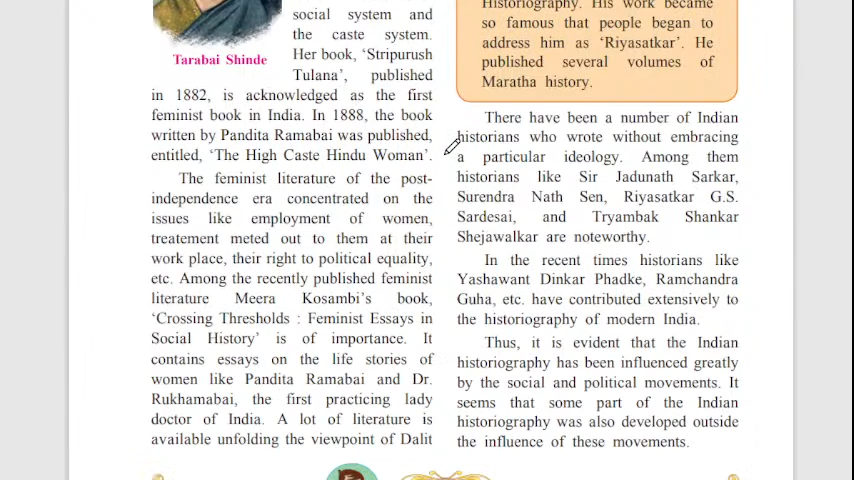 social system and
the caste system.
Her book, ‘Stripurush
Tarabai Shinde
Tulana’, published
in 1882, is acknowledged as the first
feminist book in India. In 1888, the book
written by Pandita Ramabai was published,
entitled, ‘The High Caste Hindu Woman’.
The feminist literature of the post-
independence era concentrated on the
issues like employment of women,
treatement meted out to them at their
work place, their right to political equality,
etc. Among the recently published feminist
literature Meera Kosambi’s book,
‘Crossing Thresholds : Feminist Essays in
Social History’ is of importance. It
contains essays on the life stories of
women like Pandita Ramabai and Dr.
Rukhamabai, the first practicing lady
doctor of India. A lot of literature is
available unfolding the viewpoint of Dalit
Historiography. His work became
so famous that people began to
address him as ‘Riyasatkar’. He
published several volumes of
Maratha history.
There have been a number of Indian
historians who wrote without embracing
a particular ideology. Among them
historians like Sir Jadunath Sarkar,
Surendra Nath Sen, Riyasatkar G.S.
Sardesai, and Tryambak Shankar
Shejawalkar are noteworthy.
In the recent times historians like
Yashawant Dinkar Phadke, Ramchandra
Guha, etc. have contributed extensively to
the historiography of modern India.
Thus, it is evident that the Indian
historiography has been influenced greatly
by the social and political movements. It
seems that some part of the Indian
historiography was also developed outside
the influence of these movements.